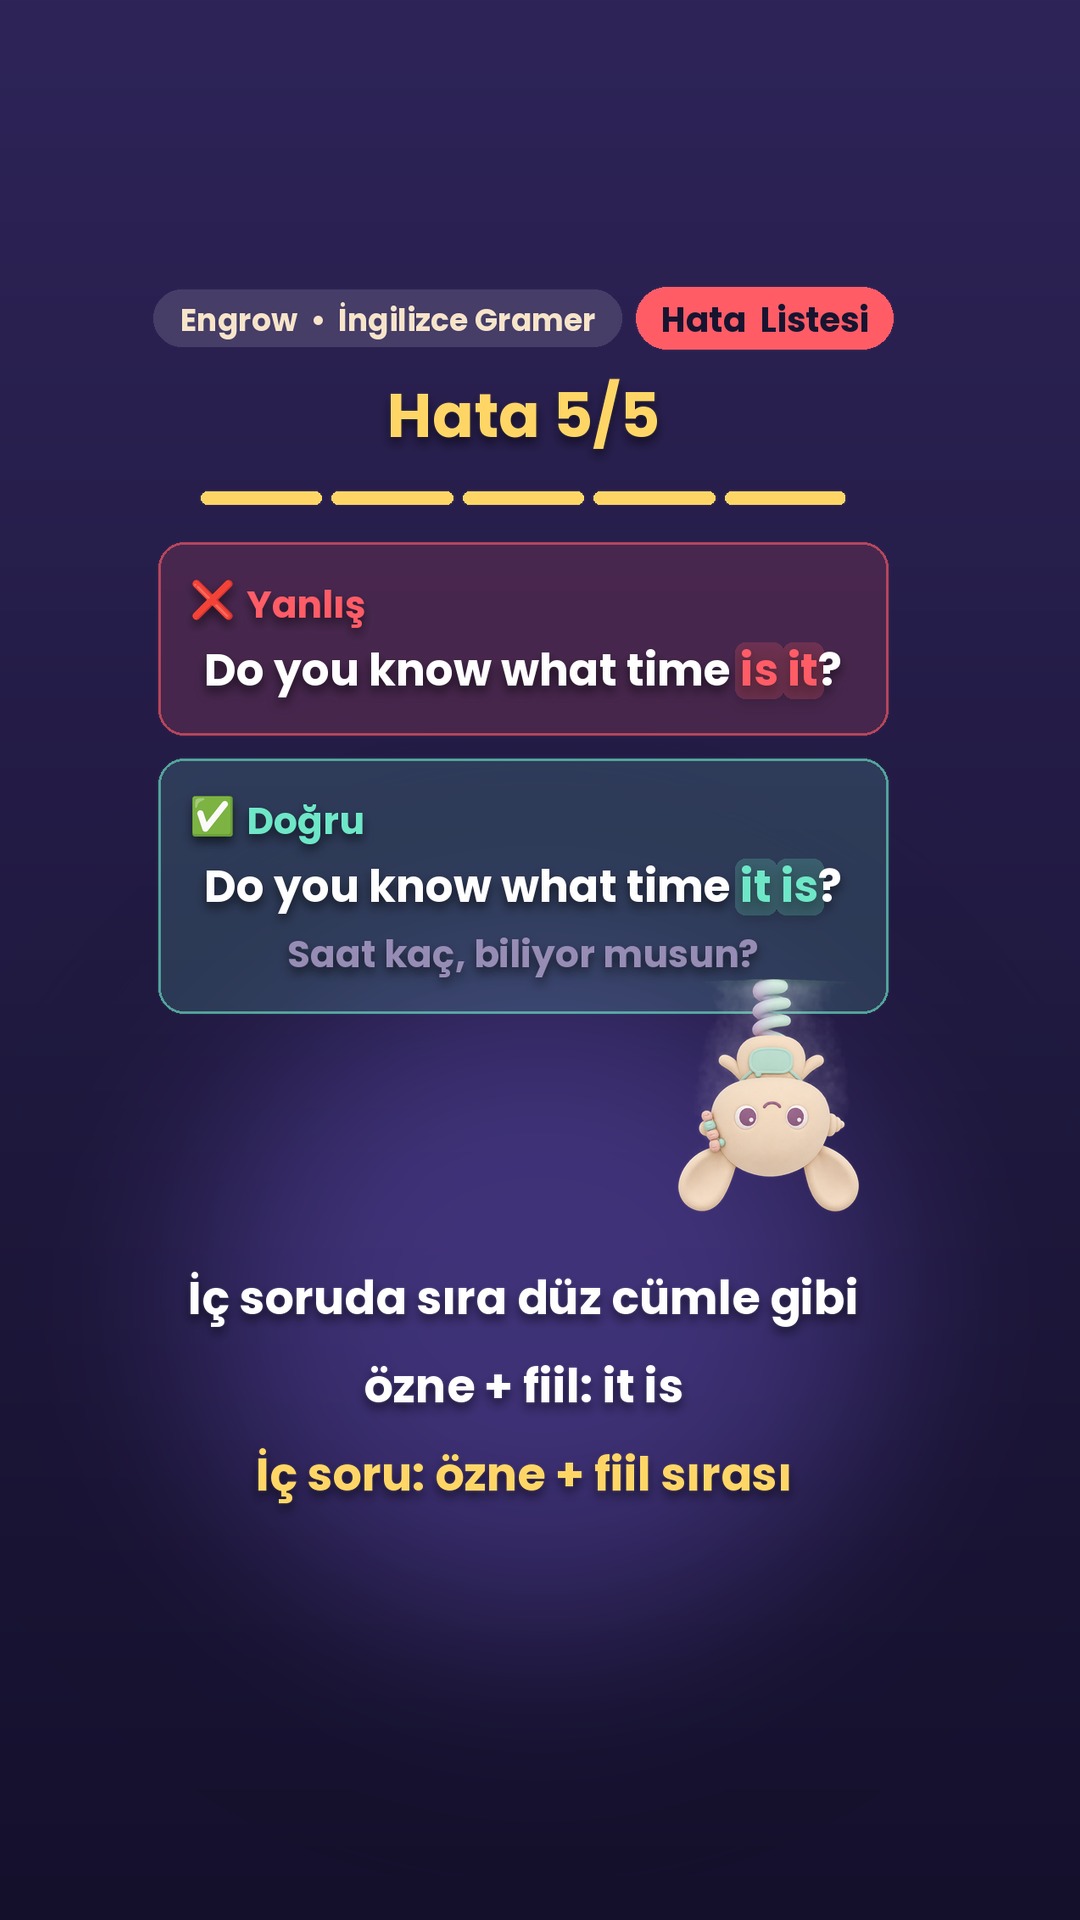 Engrow • İngilizce Gramer
Hata Listesi
Hata 5/5
❌ Yanlış
Do you know what time is it?
✅ Doğru
Do you know what time it is?
Saat kaç, biliyor musun?
İç soruda sıra düz cümle gibi
özne + fiil: it is
İç soru: özne + fiil sırası